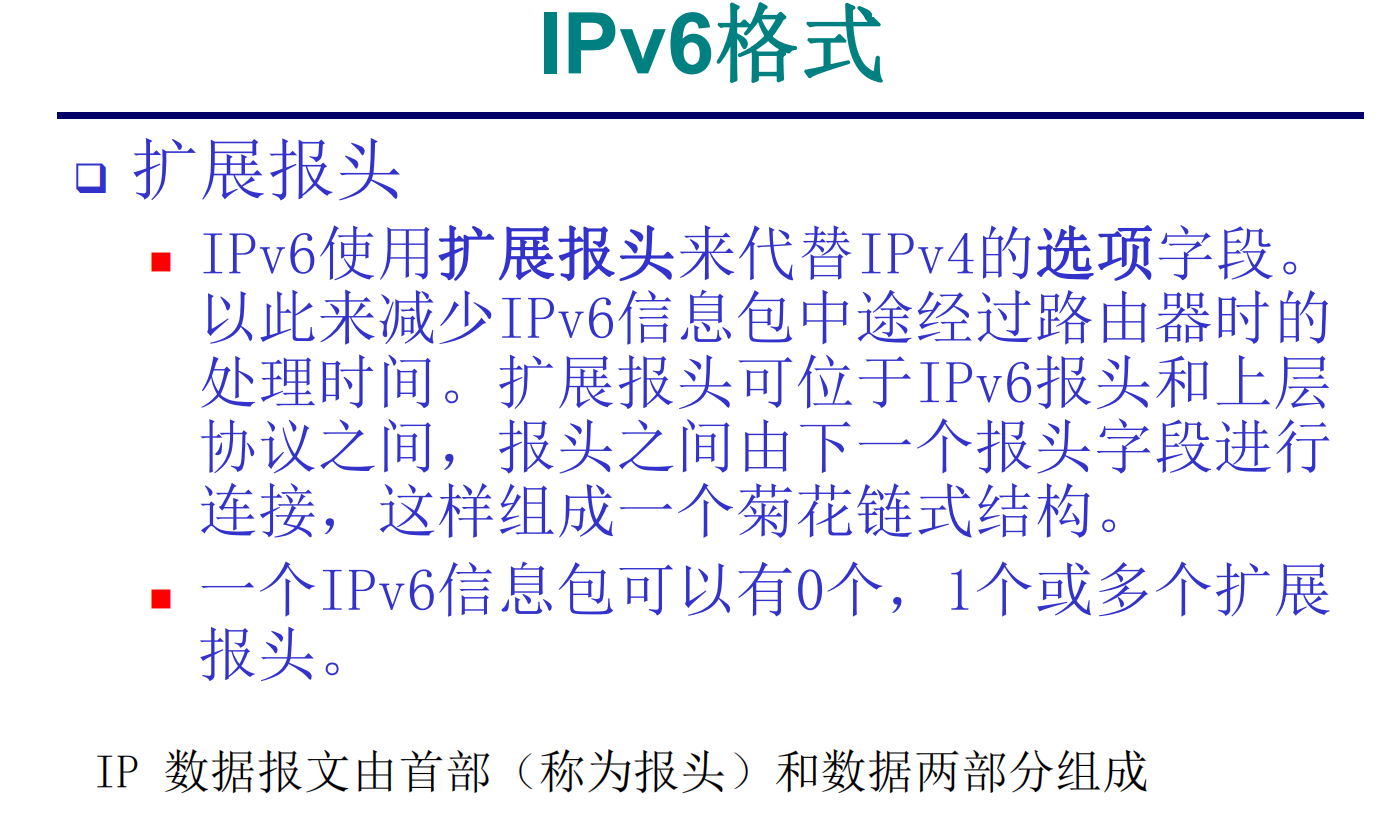 IPv6格式
扩展报头
IPv6使用扩展报头来代替IPv4的选项字段。
以此来减少IPv6信息包中途经过路由器时的
处理时间。扩展报头可位于IPv6报头和上层
协议之间，报头之间由下一个报头字段进行
连接，这样组成一个菊花链式结构。
一个IPv6信息包可以有0个，1个或多个扩展
报头。
IP 数据报文由首部（称为报头）和数据两部分组成